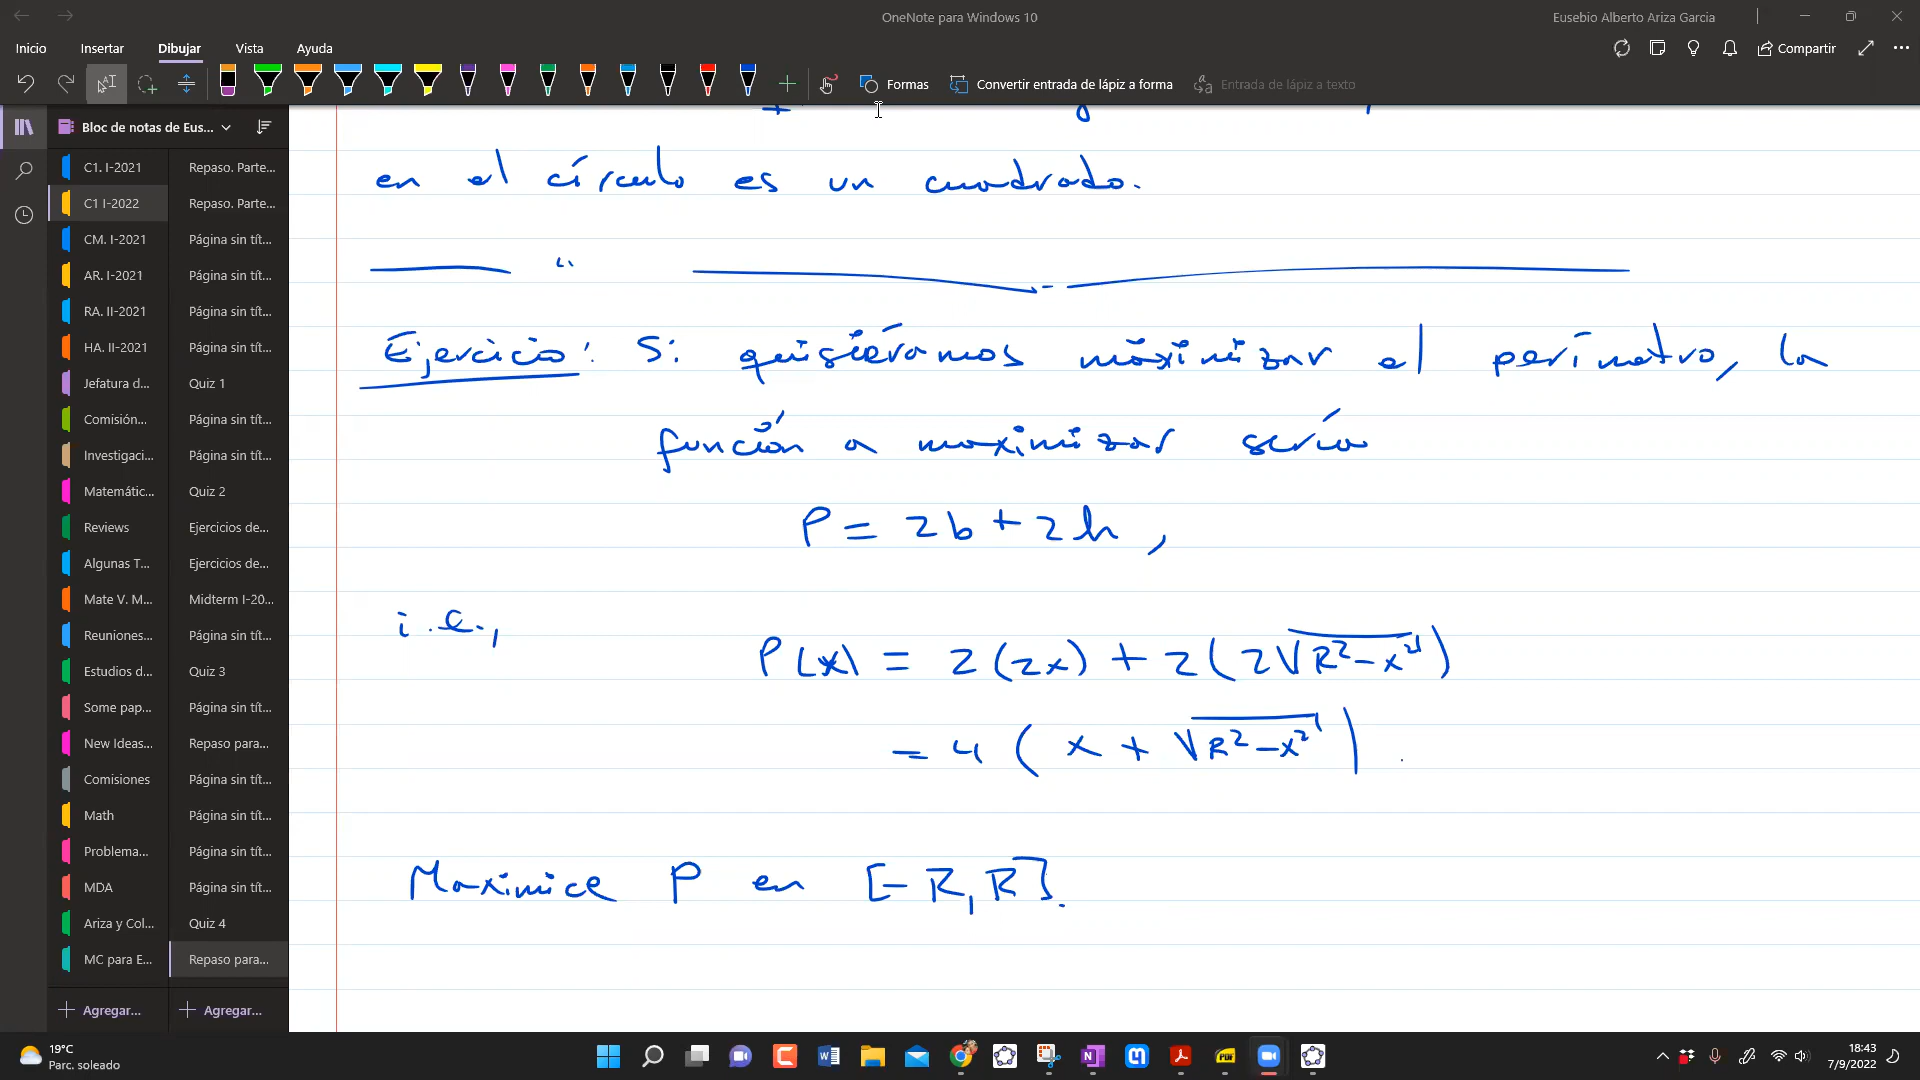 OneNote para Windows 10
Eusebio Alberto Ariza Garcia
Inicio
Insertar
Dibujar
Vista
Ayuda
Compartir
Formas
Convertir entrada de lápiz a forma
Entrada de lápiz a texto
Bloc de notas de Eus...
C1. I-2021
C1 I-2022
CM. I-2021
AR. I-2021
RA. II-2021
HA. II-2021
Jefatura d...
Comisión...
Investigaci...
Matemátic...
Reviews
Algunas T...
Mate V. M...
Reuniones...
Estudios d...
Some pap...
New Ideas...
Comisiones
Math
Problema...
MDA
Ariza y Col...
MC para E...
Agregar...
Repaso. Parte...
Repaso. Parte...
Página sin tít...
Página sin tít...
Página sin tít...
Página sin tít...
Quiz 1
Página sin tít...
Página sin tít...
Quiz 2
Ejercicios de...
Ejercicios de...
Midterm I-20...
Página sin tít...
Quiz 3
Página sin tít...
Repaso para...
Página sin tít...
Página sin tít...
Página sin tít...
Página sin tít...
Quiz 4
Repaso para...
Agregar...
en el círculo es un cuadrado.
Ejercicio: Si quisiéramos máximizar el perímetro, la
función a maximizar sería
P = 2b + 2h,
i.e.,
P(x) = 2(2x) + 2(2√(R²-x²))
= 4(x + √(R²-x²)).
Maximice P en [-R, R].
19°C
Parc. soleado
18:43
7/9/2022